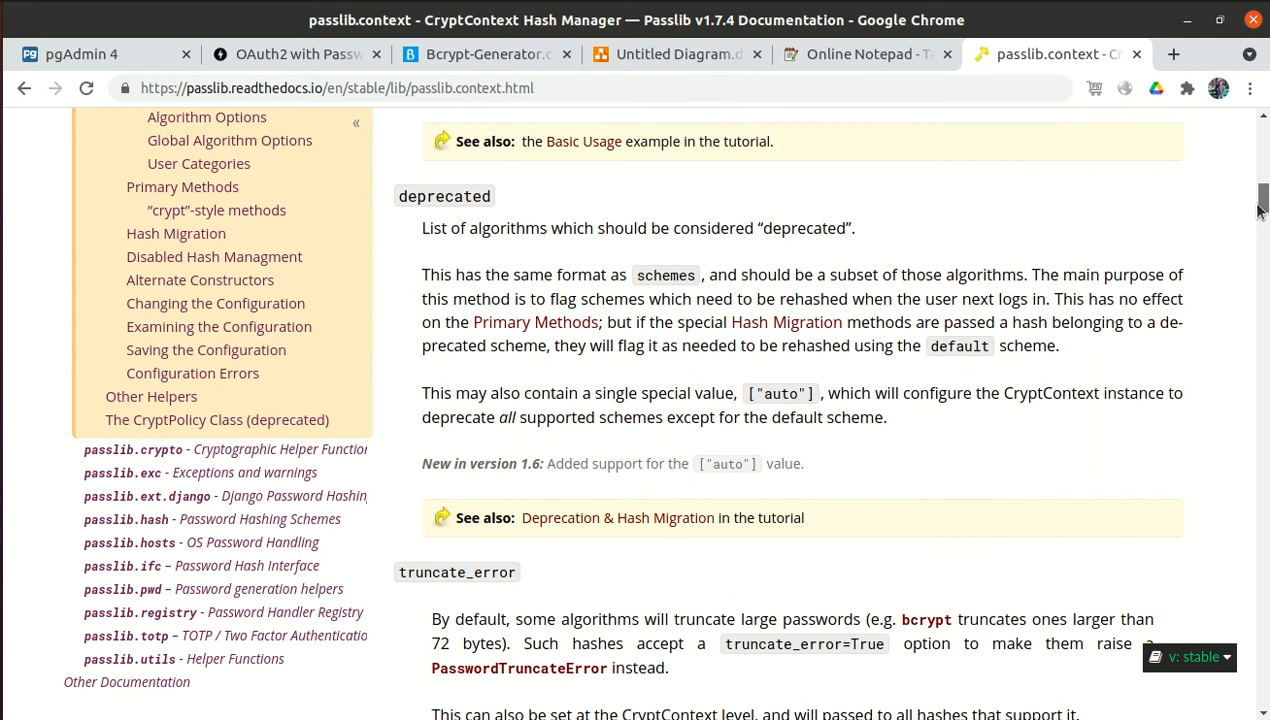 passlib.context - CryptContext Hash Manager — Passlib v1.7.4 Documentation - Google Chrome
pgAdmin 4
OAuth2 with Passw
Bcrypt-Generator.c
Untitled Diagram.d
Online Notepad - Ta
passlib.context - Cr
https://passlib.readthedocs.io/en/stable/lib/passlib.context.html
Algorithm Options
Global Algorithm Options
User Categories
Primary Methods
“crypt”-style methods
Hash Migration
Disabled Hash Managment
Alternate Constructors
Changing the Configuration
Examining the Configuration
Saving the Configuration
Configuration Errors
Other Helpers
The CryptPolicy Class (deprecated)
passlib.crypto - Cryptographic Helper Function
passlib.exc - Exceptions and warnings
passlib.ext.django - Django Password Hashing
passlib.hash - Password Hashing Schemes
passlib.hosts - OS Password Handling
passlib.ifc – Password Hash Interface
passlib.pwd – Password generation helpers
passlib.registry - Password Handler Registry
passlib.totp – TOTP / Two Factor Authenticatio
passlib.utils - Helper Functions
Other Documentation
«
See also: the Basic Usage example in the tutorial.
deprecated
List of algorithms which should be considered “deprecated”.
This has the same format as schemes, and should be a subset of those algorithms. The main purpose of
this method is to flag schemes which need to be rehashed when the user next logs in. This has no effect
on the Primary Methods; but if the special Hash Migration methods are passed a hash belonging to a de-
precated scheme, they will flag it as needed to be rehashed using the default scheme.
This may also contain a single special value, ["auto"], which will configure the CryptContext instance to
deprecate all supported schemes except for the default scheme.
New in version 1.6: Added support for the ["auto"] value.
See also: Deprecation & Hash Migration in the tutorial
truncate_error
By default, some algorithms will truncate large passwords (e.g. bcrypt truncates ones larger than
72 bytes). Such hashes accept a truncate_error=True option to make them raise a
PasswordTruncateError instead.
v: stable
This can also be set at the CryptContext level, and will passed to all hashes that support it.